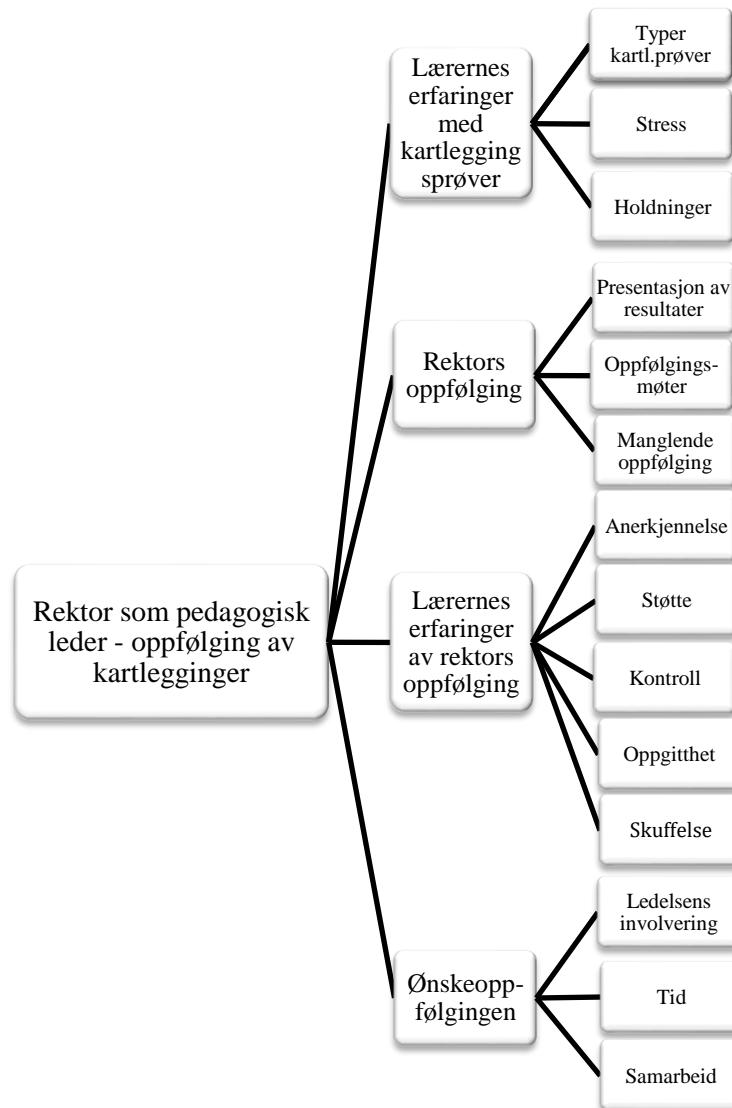 Rektor som pedagogisk
leder - oppfølging av
kartlegginger
Lærernes
erfaringer
med
kartlegging
sprøver
Typer
kartl.prøver
Stress
Holdninger
Rektors
oppfølging
Presentasjon av
resultater
Oppfølgings-
møter
Manglende
oppfølging
Lærernes
erfaringer
av rektors
oppfølging
Anerkjennelse
Støtte
Kontroll
Oppgitthet
Skuffelse
Ønskeopp-
følgingen
Ledelsens
involvering
Tid
Samarbeid